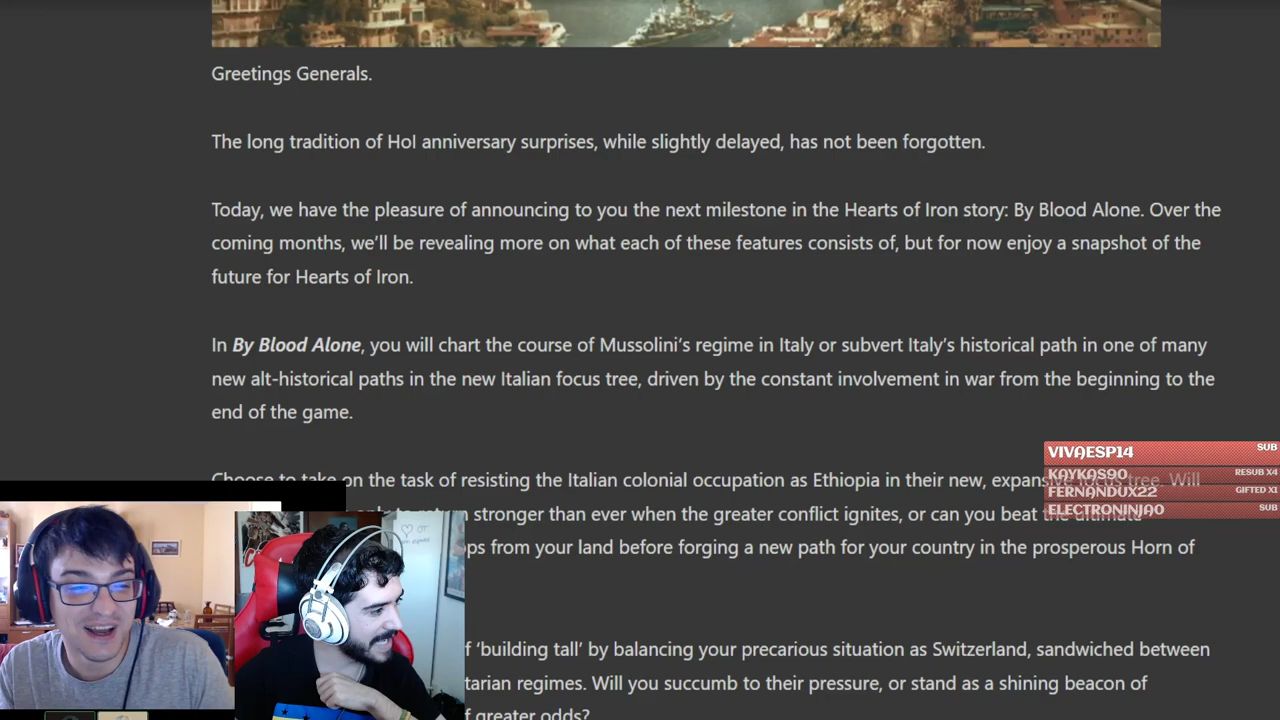 Greetings Generals.
The long tradition of HoI anniversary surprises, while slightly delayed, has not been forgotten.
Today, we have the pleasure of announcing to you the next milestone in the Hearts of Iron story: By Blood Alone. Over the
coming months, we'll be revealing more on what each of these features consists of, but for now enjoy a snapshot of the
future for Hearts of Iron.
In By Blood Alone, you will chart the course of Mussolini's regime in Italy or subvert Italy's historical path in one of many
new alt-historical paths in the new Italian focus tree, driven by the constant involvement in war from the beginning to the
end of the game.
Choose to take on the task of resisting the Italian colonial occupation as Ethiopia in their new, expansive focus tree. Will
stronger than ever when the greater conflict ignites, or can you beat the ultimate
from your land before forging a new path for your country in the prosperous Horn of
'building tall' by balancing your precarious situation as Switzerland, sandwiched between
regimes. Will you succumb to their pressure, or stand as a shining beacon of
greater odds?
VIVAESP14 SUB
KAYKAS90 RESUB X4
FERNANDUX22 GIFTED X1
ELECTRONINJAO SUB